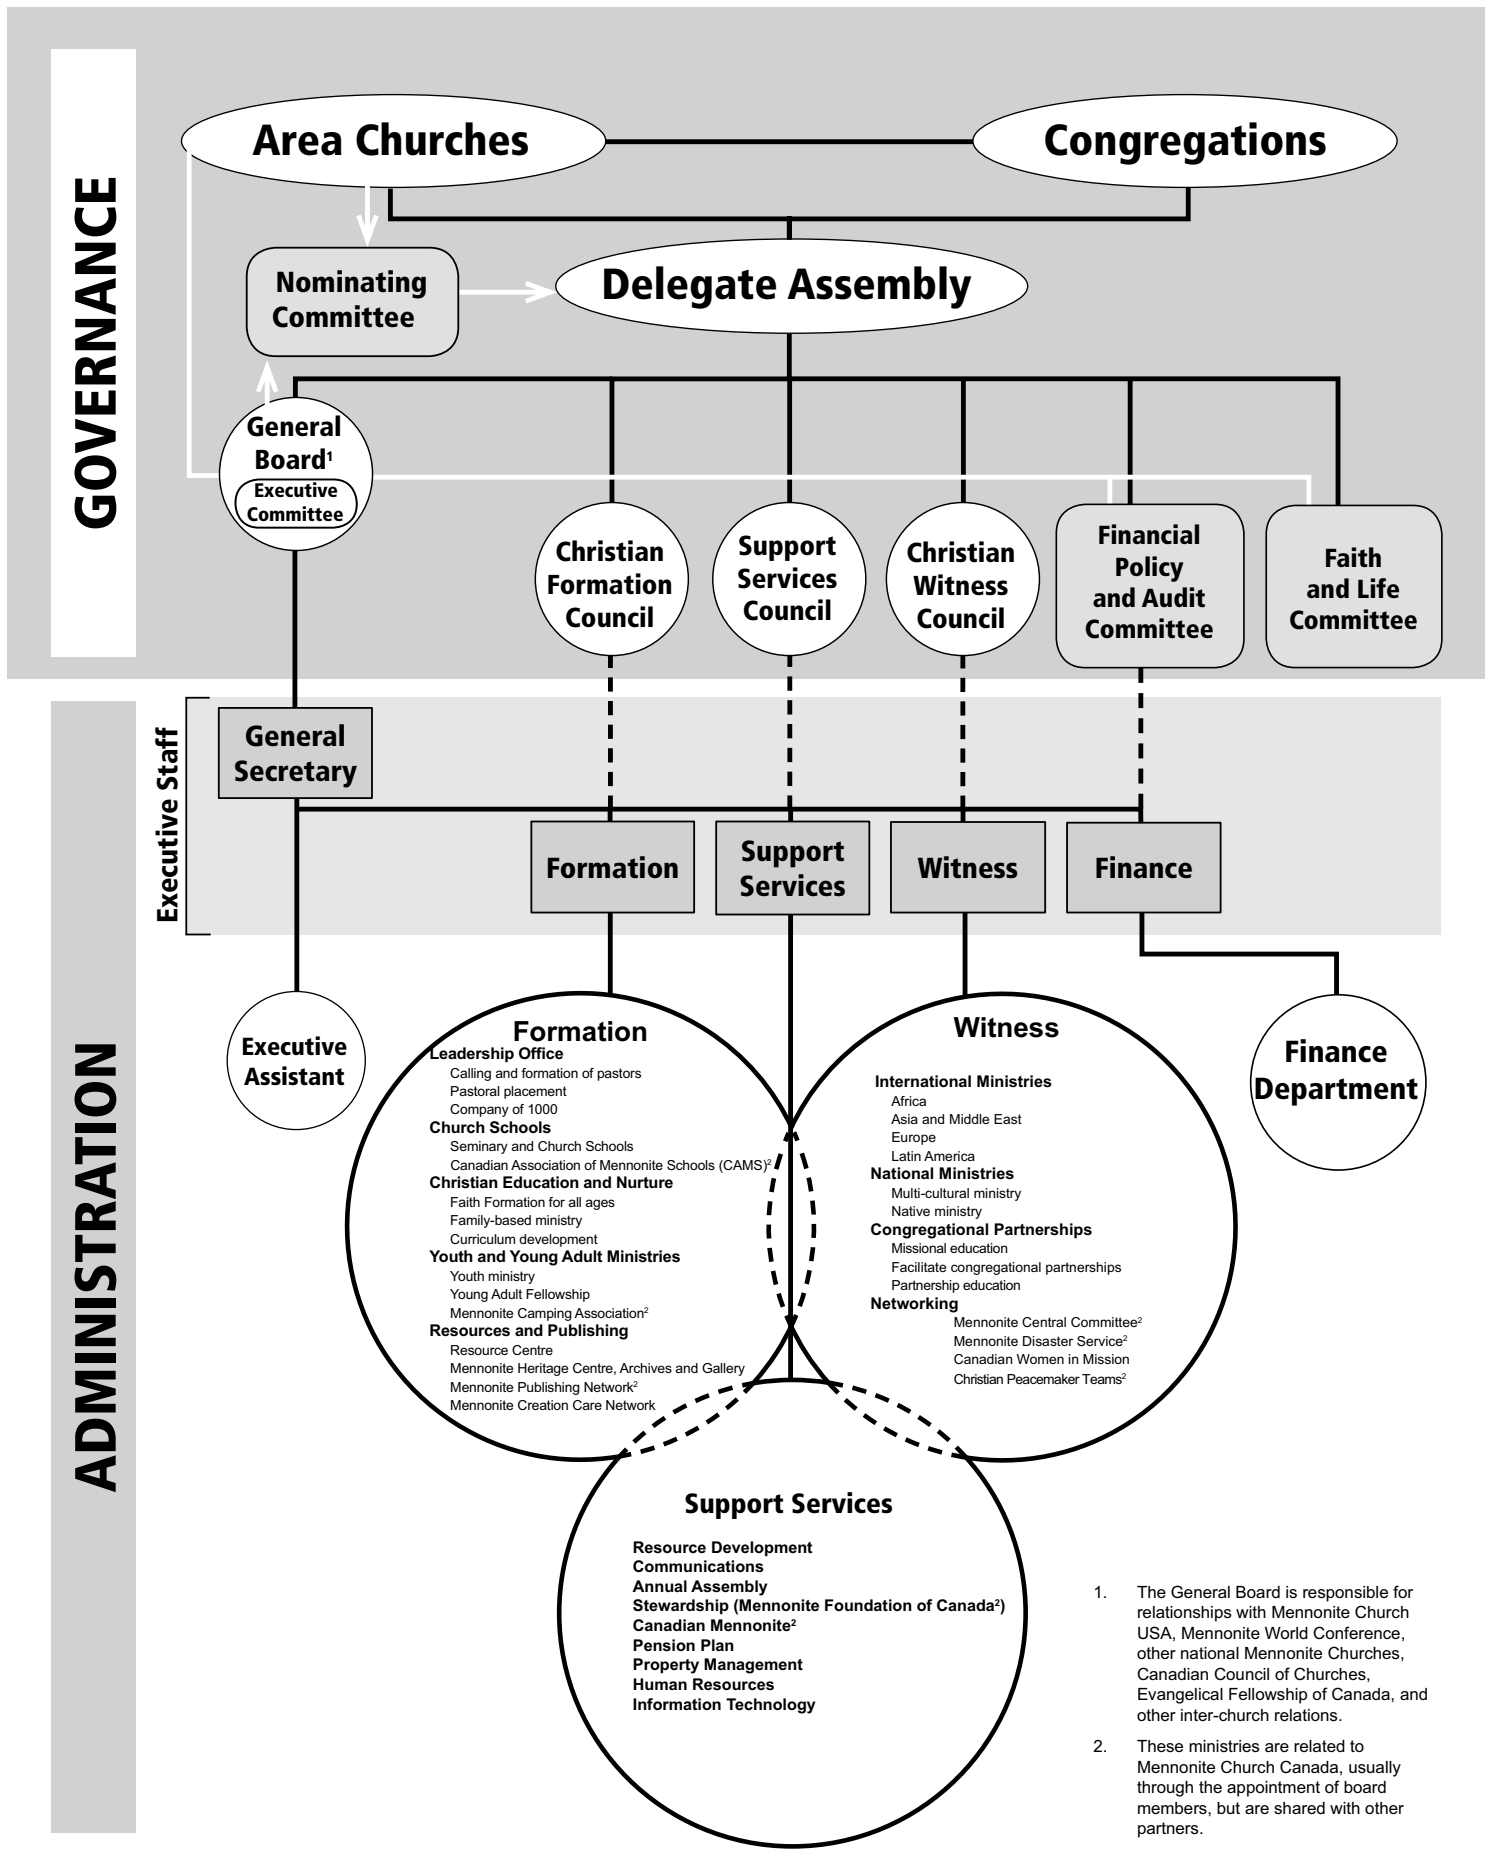 GOVERNANCE
Area Churches
Congregations
Nominating
Committee
Delegate Assembly
General
Board¹
Executive
Committee
Christian
Formation
Council
Support
Services
Council
Christian
Witness
Council
Financial
Policy
and Audit
Committee
Faith
and Life
Committee
ADMINISTRATION
Executive Staff
General
Secretary
Formation
Support
Services
Witness
Finance
Executive
Assistant
Formation
Leadership Office
Calling and formation of pastors
Pastoral placement
Company of 1000
Church Schools
Seminary and Church Schools
Canadian Association of Mennonite Schools (CAMS)²
Christian Education and Nurture
Faith Formation for all ages
Family-based ministry
Curriculum development
Youth and Young Adult Ministries
Youth ministry
Young Adult Fellowship
Mennonite Camping Association²
Resources and Publishing
Resource Centre
Mennonite Heritage Centre, Archives and Gallery
Mennonite Publishing Network²
Mennonite Creation Care Network
Witness
International Ministries
Africa
Asia and Middle East
Europe
Latin America
National Ministries
Multi-cultural ministry
Native ministry
Congregational Partnerships
Missional education
Facilitate congregational partnerships
Partnership education
Networking
Mennonite Central Committee²
Mennonite Disaster Service²
Canadian Women in Mission
Christian Peacemaker Teams²
Finance
Department
Support Services
Resource Development
Communications
Annual Assembly
Stewardship (Mennonite Foundation of Canada²)
Canadian Mennonite²
Pension Plan
Property Management
Human Resources
Information Technology
1. The General Board is responsible for
relationships with Mennonite Church
USA, Mennonite World Conference,
other national Mennonite Churches,
Canadian Council of Churches,
Evangelical Fellowship of Canada, and
other inter-church relations.
2. These ministries are related to
Mennonite Church Canada, usually
through the appointment of board
members, but are shared with other
partners.